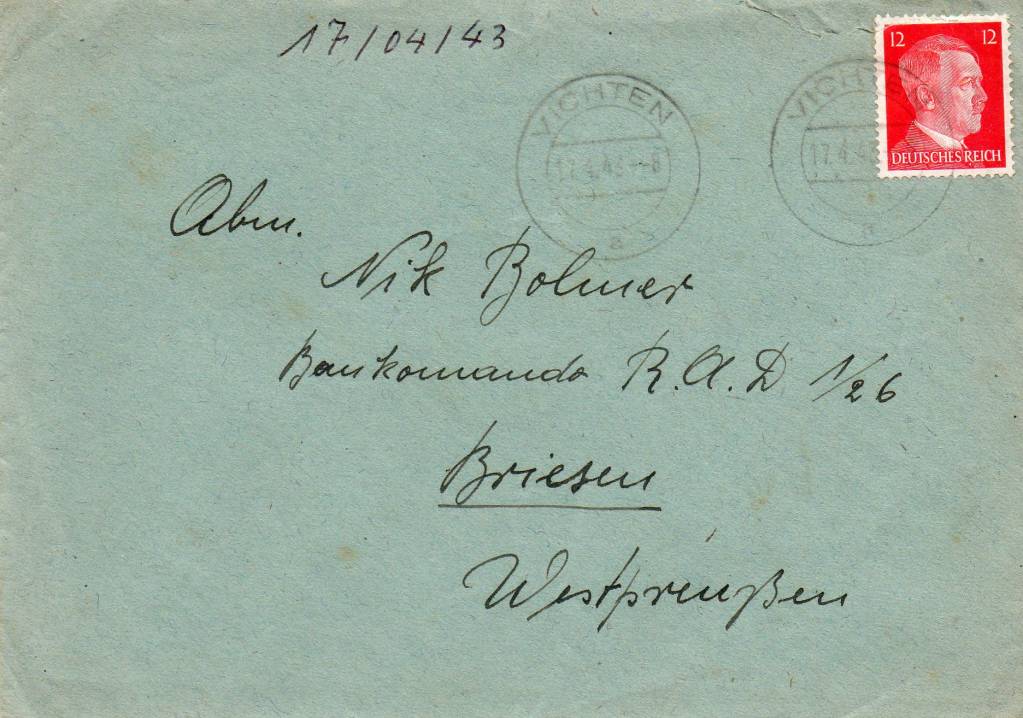 17/04/43
12 12
DEUTSCHES REICH
VICHTEN
17.4.43 - 8
a
VICHTEN
17.4.43
a
Abm.
Nik Bolmer
Baukomando R.A.D 1/26
Briesen
Westpreußen